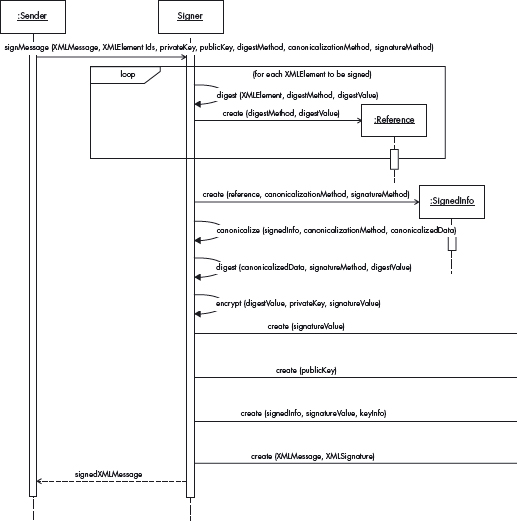 :Sender
Signer
signMessage (XMLMessage, XMLElement Ids, privateKey, publicKey, digestMethod, canonicalizationMethod, signatureMethod)
loop
(for each XMLElement to be signed)
digest (XMLElement, digestMethod, digestValue)
create (digestMethod, digestValue)
:Reference
create (reference, canonicalizationMethod, signatureMethod)
:SignedInfo
canonicalize (signedInfo, canonicalizationMethod, canonicalizedData)
digest (canonicalizedData, signatureMethod, digestValue)
encrypt (digestValue, privateKey, signatureValue)
create (signatureValue)
create (publicKey)
create (signedInfo, signatureValue, keyInfo)
create (XMLMessage, XMLSignature)
signedXMLMessage